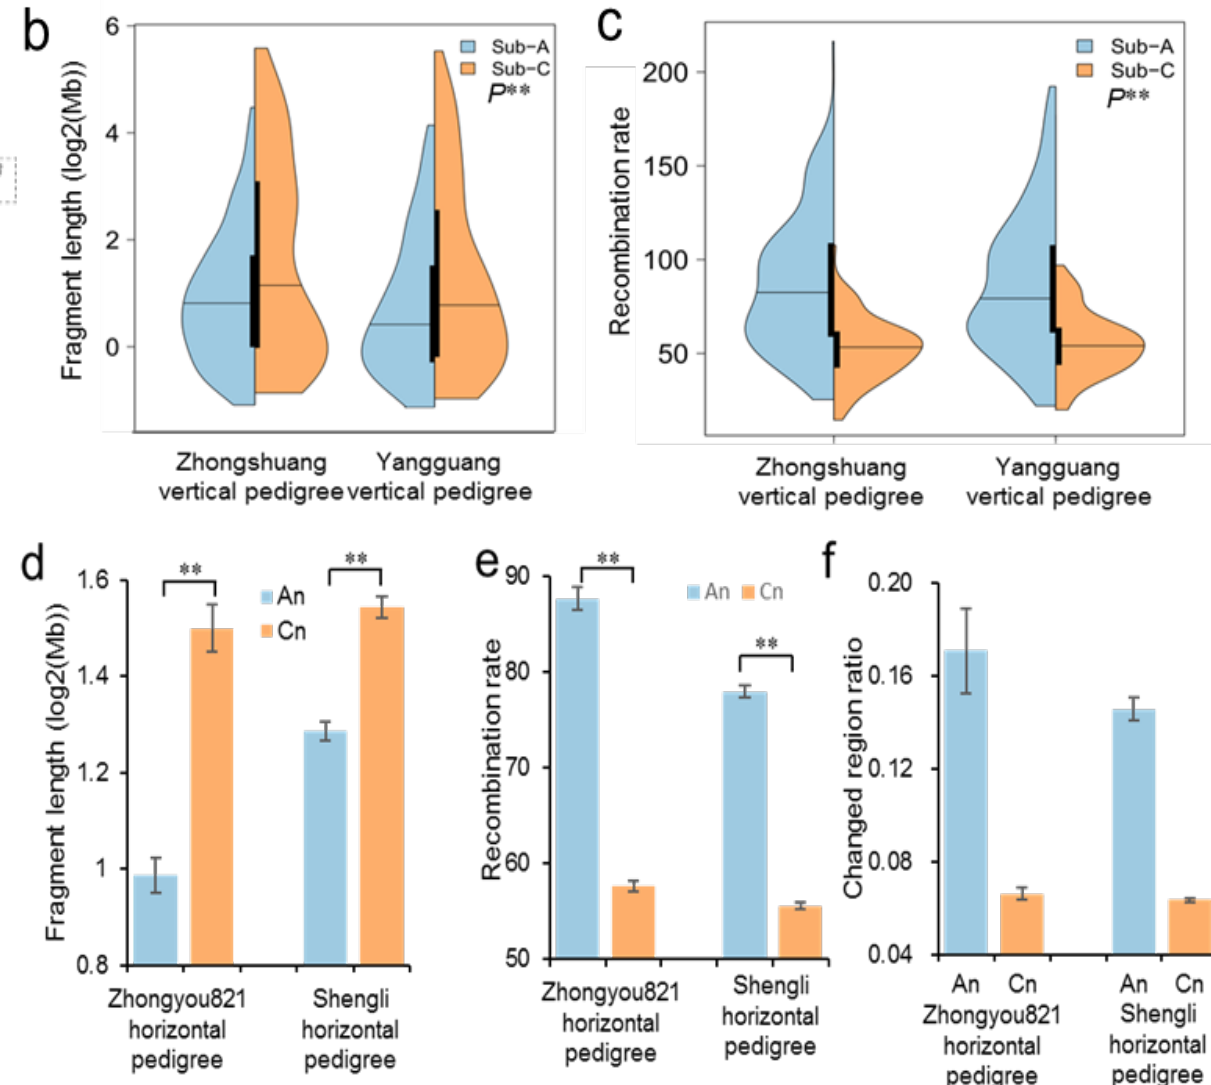 b
6
4
2
0
Fragment length (log2(Mb))
Sub-A
Sub-C
P**
Zhongshuang
vertical pedigree
Yangguang
vertical pedigree
c
200
150
100
50
Recombination rate
Sub-A
Sub-C
P**
Zhongshuang
vertical pedigree
Yangguang
vertical pedigree
d
1.6
1.4
1.2
1
0.8
Fragment length (log2(Mb))
**
**
An
Cn
Zhongyou821
horizontal
pedigree
Shengli
horizontal
pedigree
e
90
80
70
60
50
Recombination rate
**
**
An Cn
Zhongyou821
horizontal
pedigree
Shengli
horizontal
pedigree
f
0.20
0.16
0.12
0.08
0.04
Changed region ratio
An Cn
Zhongyou821
horizontal
pedigree
An Cn
Shengli
horizontal
pedigree